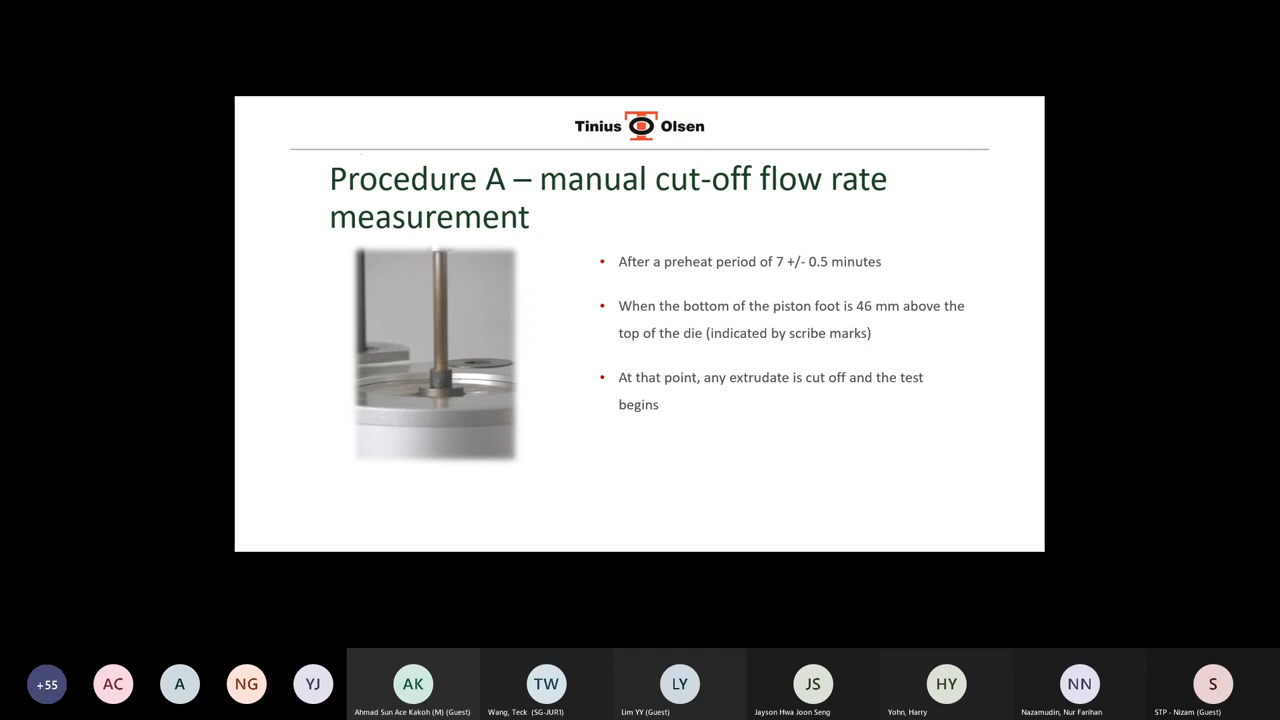 Tinius Olsen
Procedure A – manual cut-off flow rate
measurement
• After a preheat period of 7 +/- 0.5 minutes
• When the bottom of the piston foot is 46 mm above the
top of the die (indicated by scribe marks)
• At that point, any extrudate is cut off and the test
begins
+55 AC A NG YJ AK TW LY JS HY NN S
Ahmad Sun Ace Kakoh (M) (Guest) Wang, Teck (SG-JUR1) Lim YY (Guest) Jayson Hwa Joon Seng Yohn, Harry Nazamudin, Nur Farihan STP - Nizam (Guest)